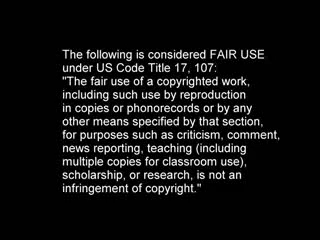 The following is considered FAIR USE
under US Code Title 17, 107:
"The fair use of a copyrighted work,
including such use by reproduction
in copies or phonorecords or by any
other means specified by that section,
for purposes such as criticism, comment,
news reporting, teaching (including
multiple copies for classroom use),
scholarship, or research, is not an
infringement of copyright."